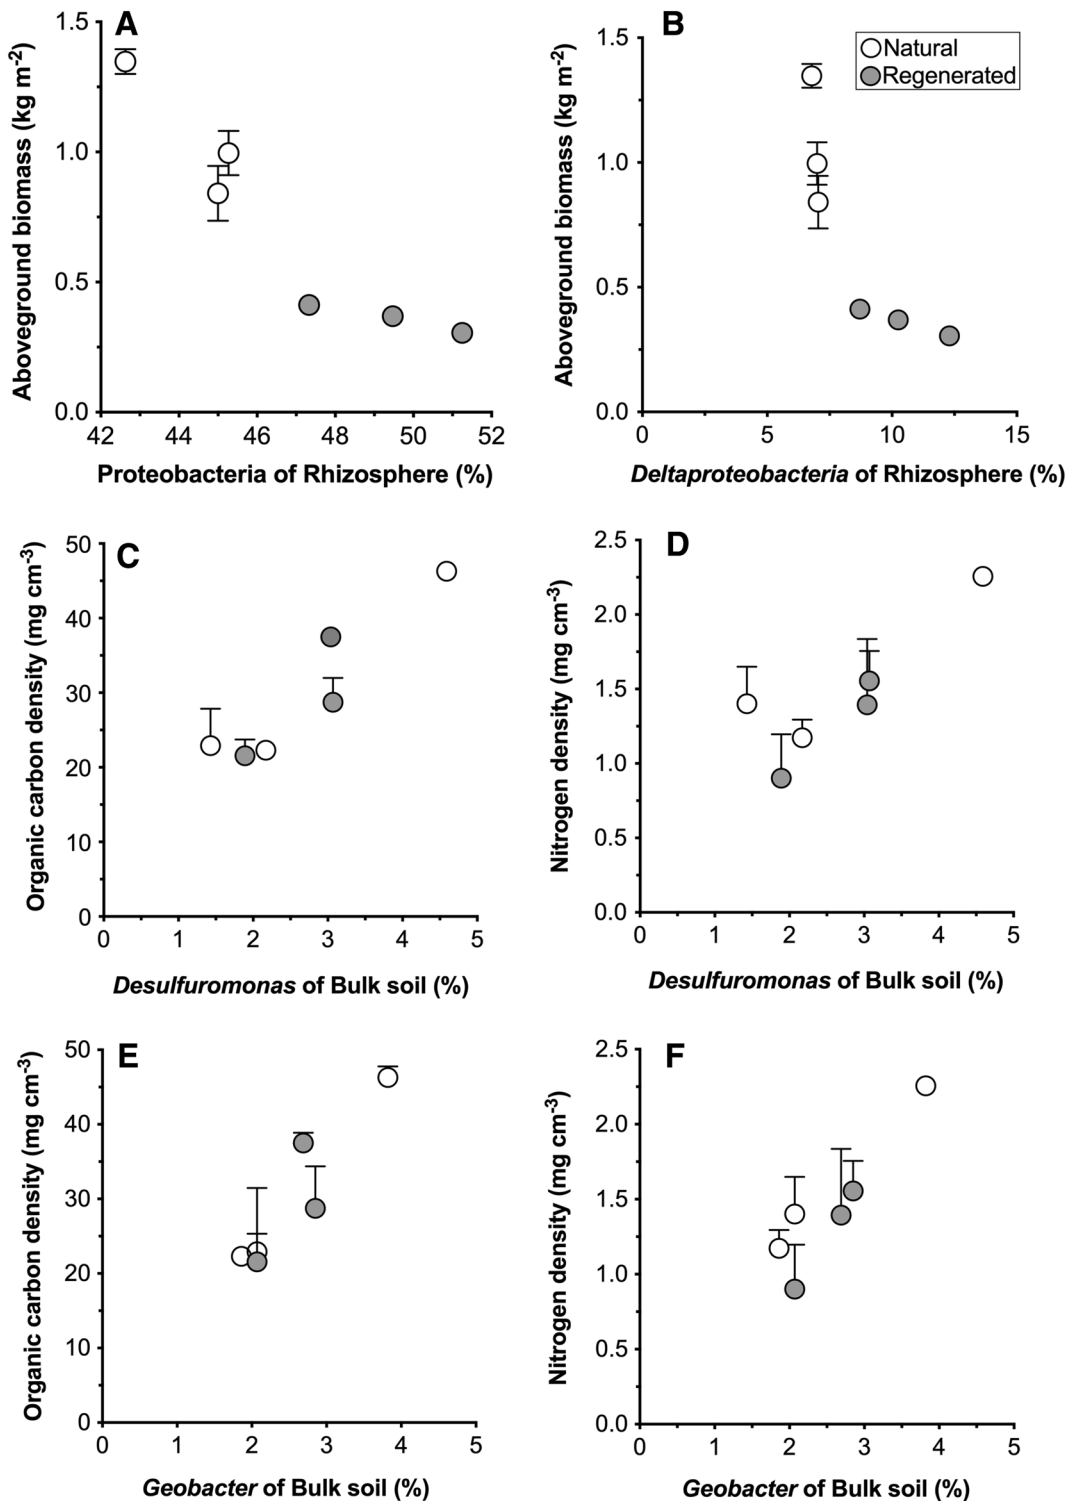 A
1.5
1.0
0.5
0.0
Aboveground biomass (kg m-2)
42 44 46 48 50 52
Proteobacteria of Rhizosphere (%)
B
Natural
Regenerated
1.5
1.0
0.5
0.0
Aboveground biomass (kg m-2)
0 5 10 15
Deltaproteobacteria of Rhizosphere (%)
C
50
40
30
20
10
0
Organic carbon density (mg cm-3)
0 1 2 3 4 5
Desulfuromonas of Bulk soil (%)
D
2.5
2.0
1.5
1.0
0.5
0.0
Nitrogen density (mg cm-3)
0 1 2 3 4 5
Desulfuromonas of Bulk soil (%)
E
50
40
30
20
10
0
Organic carbon density (mg cm-3)
0 1 2 3 4 5
Geobacter of Bulk soil (%)
F
2.5
2.0
1.5
1.0
0.5
0.0
Nitrogen density (mg cm-3)
0 1 2 3 4 5
Geobacter of Bulk soil (%)